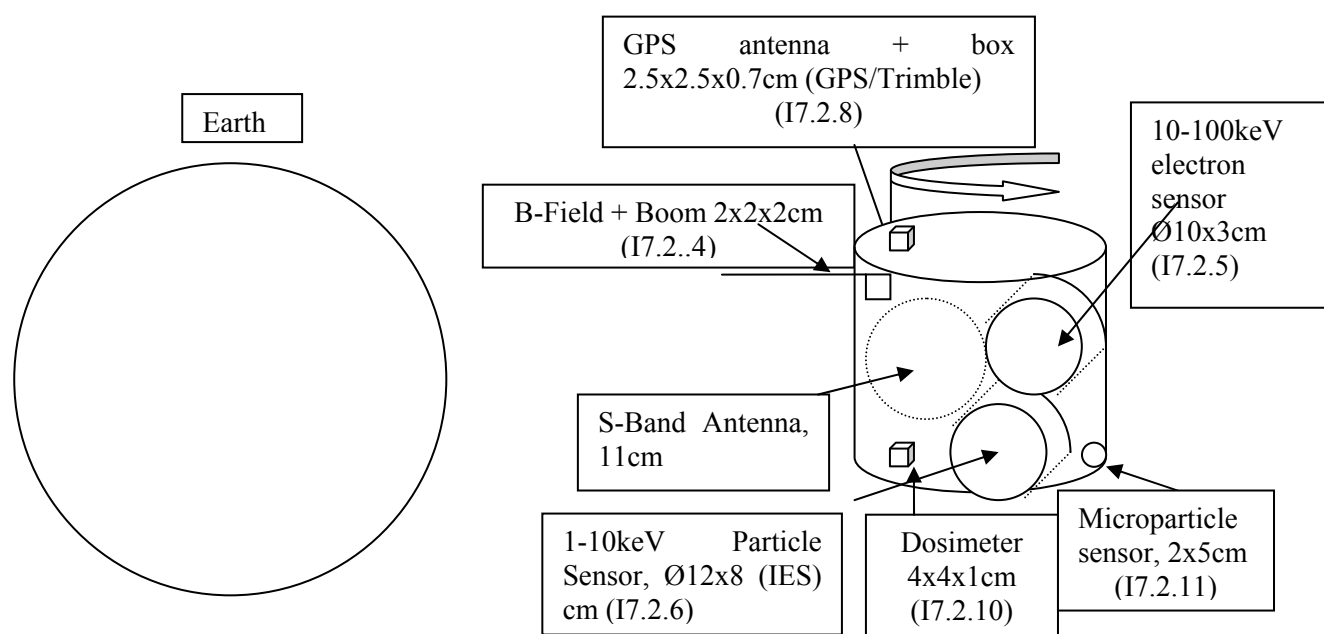 Earth
GPS antenna + box
2.5x2.5x0.7cm (GPS/Trimble)
(I7.2.8)
10-100keV
electron
sensor
Ø10x3cm
(I7.2.5)
B-Field + Boom 2x2x2cm
(I7.2..4)
S-Band Antenna,
11cm
1-10keV Particle
Sensor, Ø12x8 (IES)
cm (I7.2.6)
Dosimeter
4x4x1cm
(I7.2.10)
Microparticle
sensor, 2x5cm
(I7.2.11)